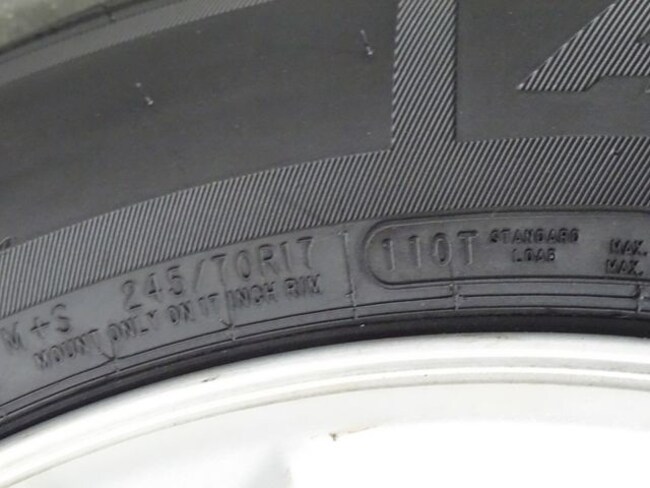 M+S 245/70R17
MOUNT ONLY ON 17 INCH RIM
110T STANDARD
LOAD
MAX.
MAX.